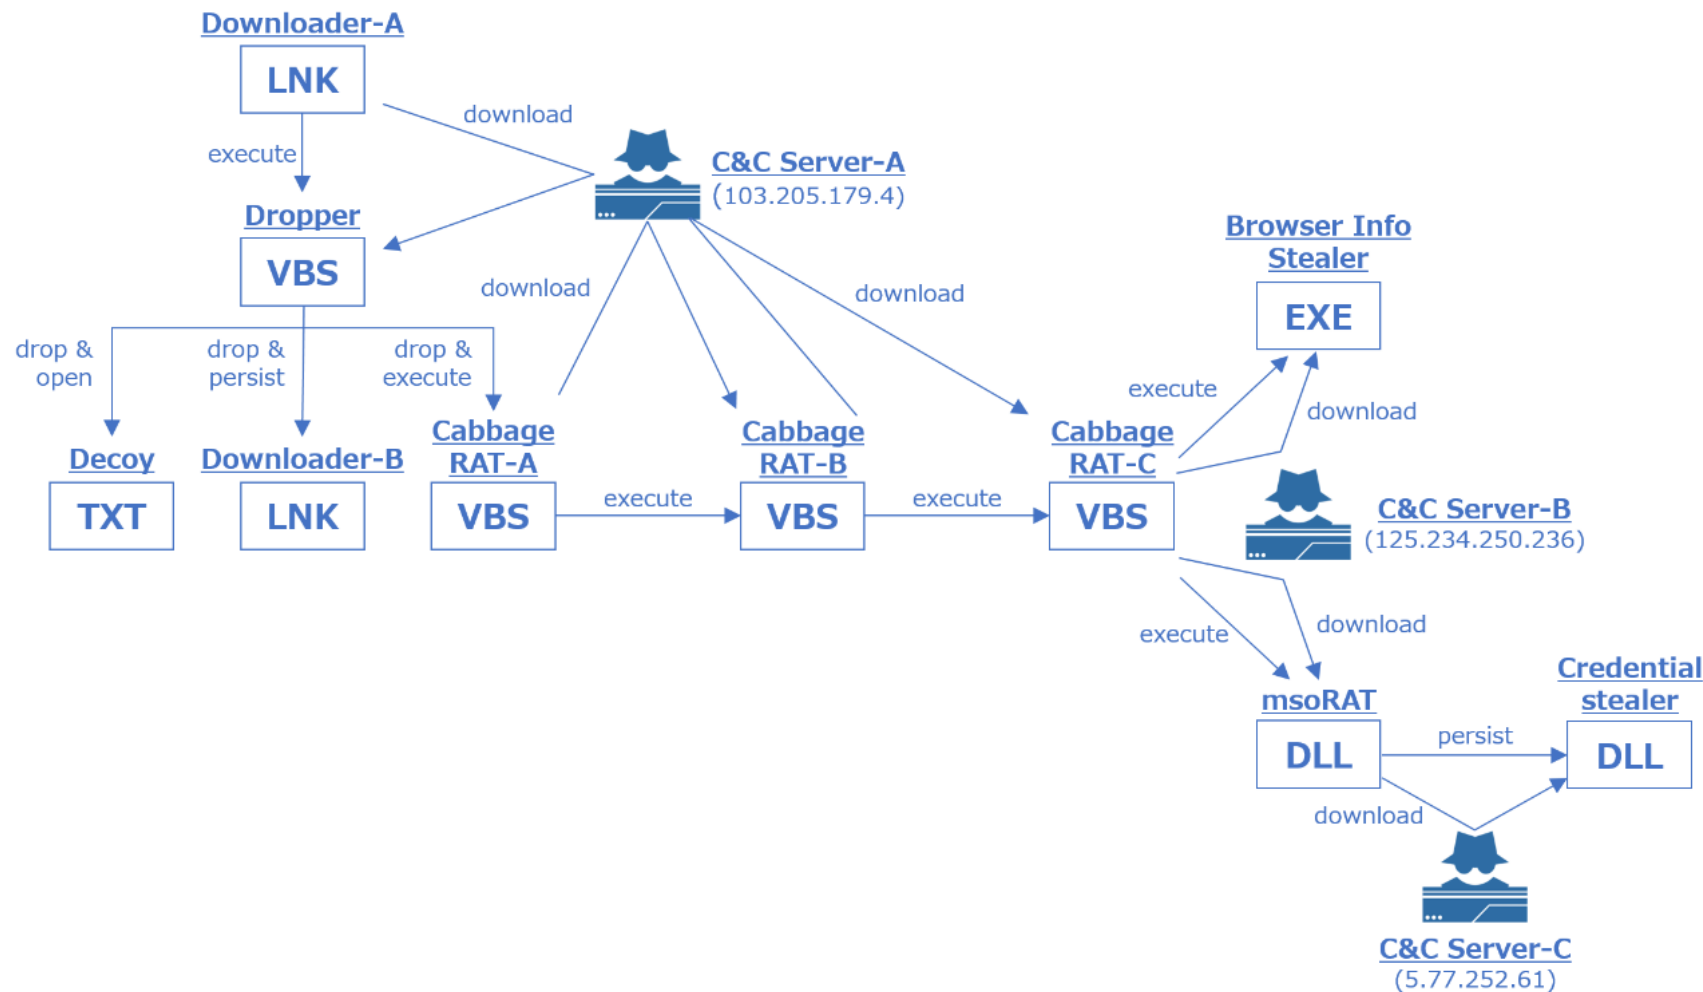 Downloader-A
LNK
download
execute
C&C Server-A
(103.205.179.4)
Dropper
VBS
download
download
Browser Info
Stealer
EXE
drop &
open
drop &
persist
drop &
execute
execute
download
Decoy
TXT
Downloader-B
LNK
Cabbage
RAT-A
VBS
execute
Cabbage
RAT-B
VBS
execute
Cabbage
RAT-C
VBS
C&C Server-B
(125.234.250.236)
execute
download
msoRAT
DLL
persist
download
Credential
stealer
DLL
C&C Server-C
(5.77.252.61)